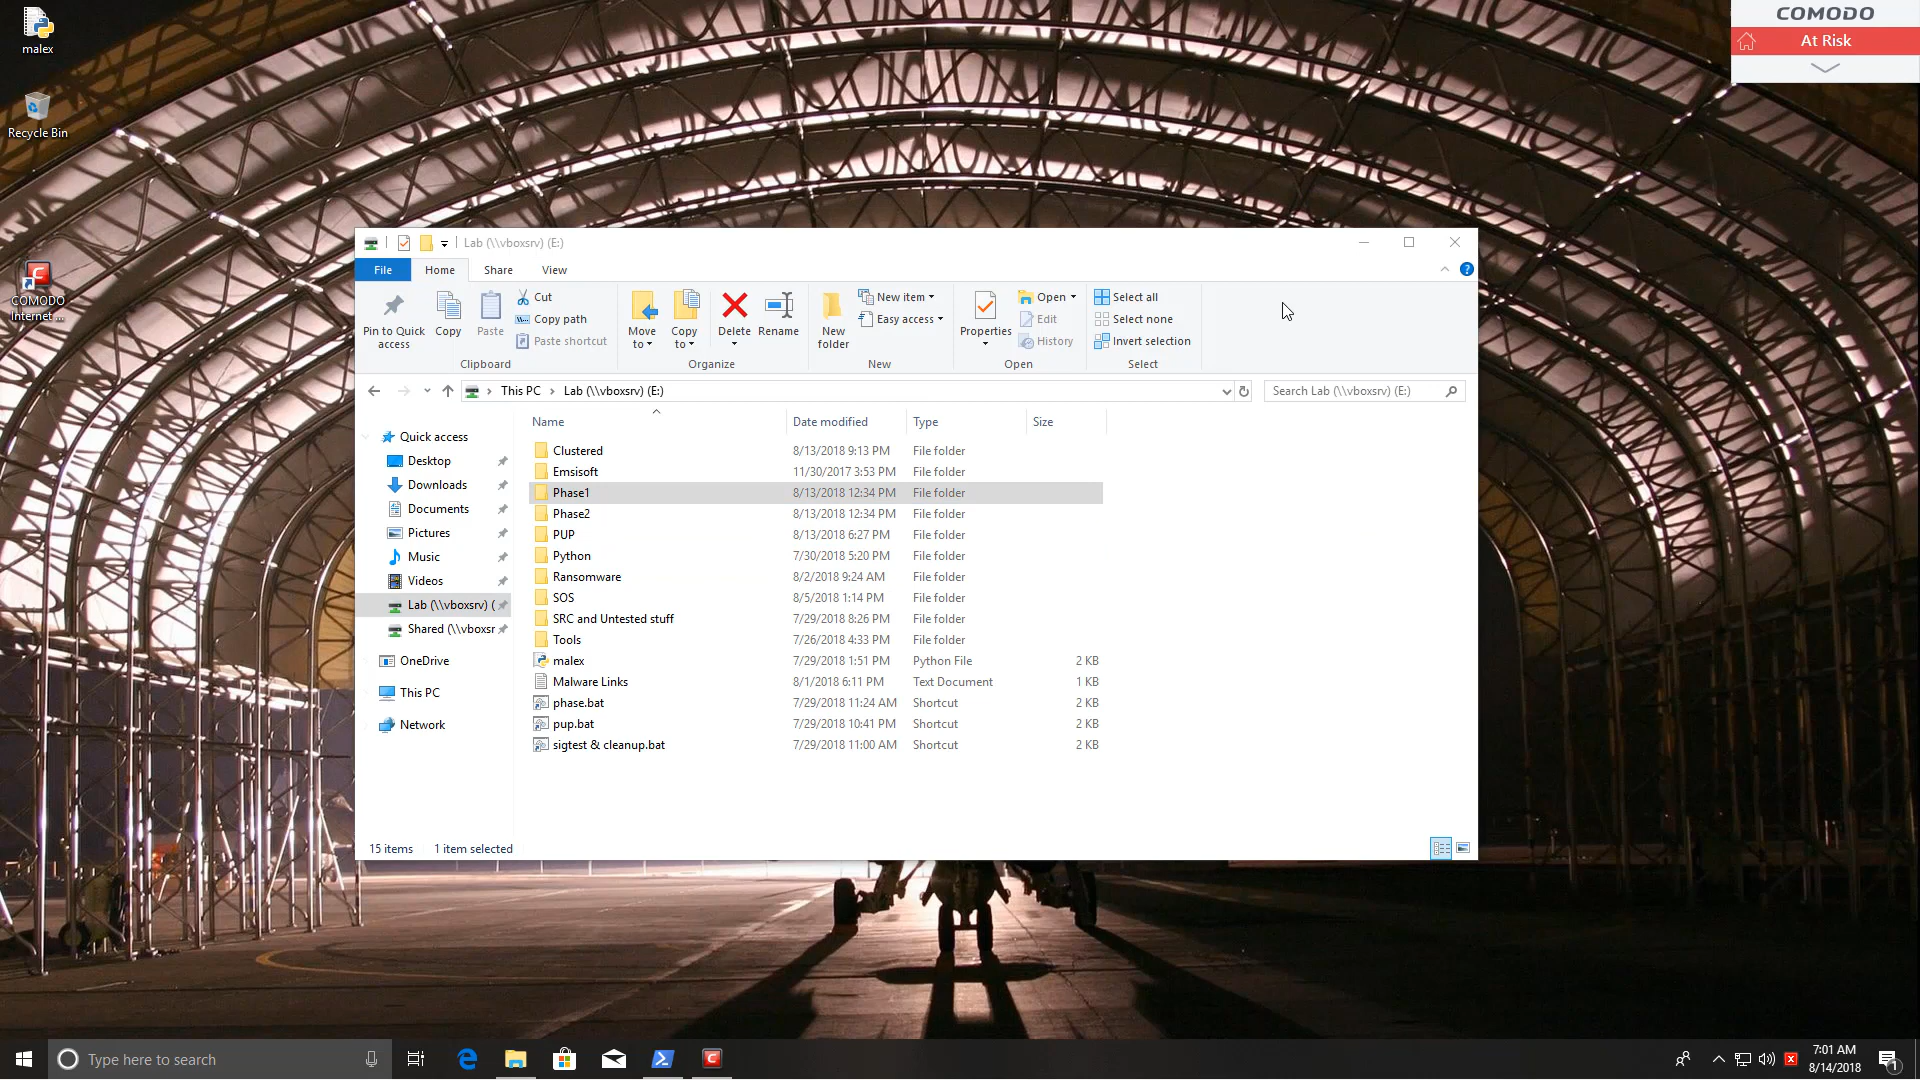 malex
Recycle Bin
COMODO
Internet ...
COMODO
At Risk
Lab (\\vboxsrv) (E:)
File Home Share View
Pin to Quick access
Copy
Paste
Cut
Copy path
Paste shortcut
Clipboard
Move to
Copy to
Delete
Rename
Organize
New folder
New item
Easy access
New
Properties
Open
Edit
History
Open
Select all
Select none
Invert selection
Select
This PC > Lab (\\vboxsrv) (E:)
Search Lab (\\vboxsrv) (E:)
Quick access
Desktop
Downloads
Documents
Pictures
Music
Videos
Lab (\\vboxsrv) (
Shared (\\vboxsr
OneDrive
This PC
Network
Name Date modified Type Size
Clustered 8/13/2018 9:13 PM File folder
Emsisoft 11/30/2017 3:53 PM File folder
Phase1 8/13/2018 12:34 PM File folder
Phase2 8/13/2018 12:34 PM File folder
PUP 8/13/2018 6:27 PM File folder
Python 7/30/2018 5:20 PM File folder
Ransomware 8/2/2018 9:24 AM File folder
SOS 8/5/2018 1:14 PM File folder
SRC and Untested stuff 7/29/2018 8:26 PM File folder
Tools 7/26/2018 4:33 PM File folder
malex 7/29/2018 1:51 PM Python File 2 KB
Malware Links 8/1/2018 6:11 PM Text Document 1 KB
phase.bat 7/29/2018 11:24 AM Shortcut 2 KB
pup.bat 7/29/2018 10:41 PM Shortcut 2 KB
sigtest & cleanup.bat 7/29/2018 11:00 AM Shortcut 2 KB
15 items 1 item selected
Type here to search
7:01 AM
8/14/2018
1